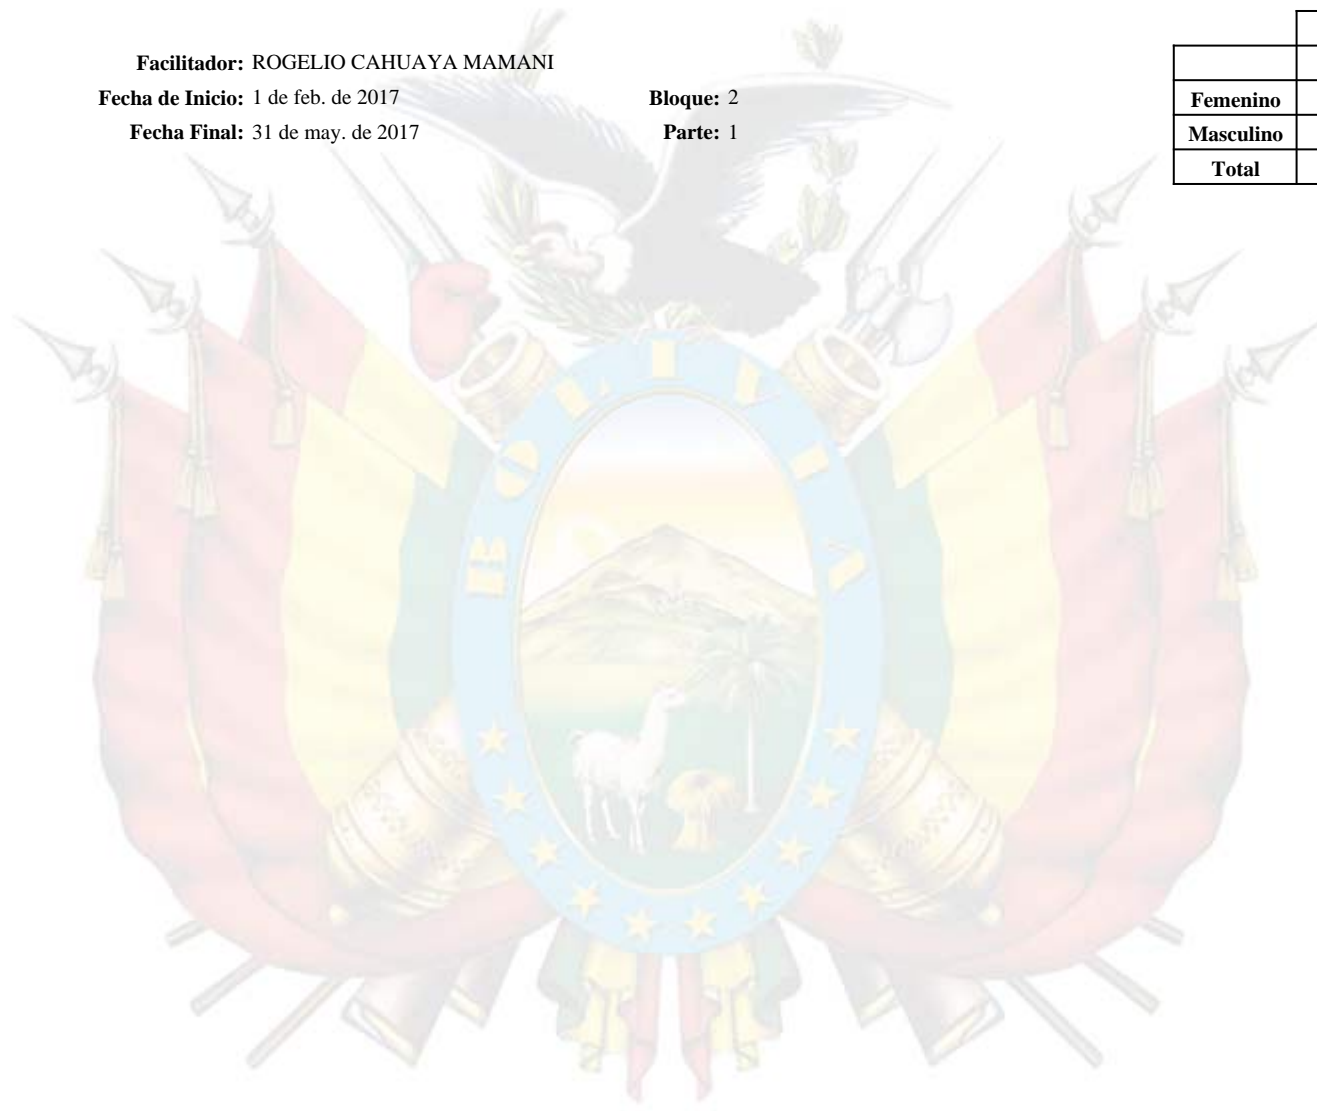 Facilitador: ROGELIO CAHUAYA MAMANI
Fecha de Inicio: 1 de feb. de 2017 Bloque: 2
Fecha Final: 31 de may. de 2017 Parte: 1
Femenino
Masculino
Total
BOLIVIA